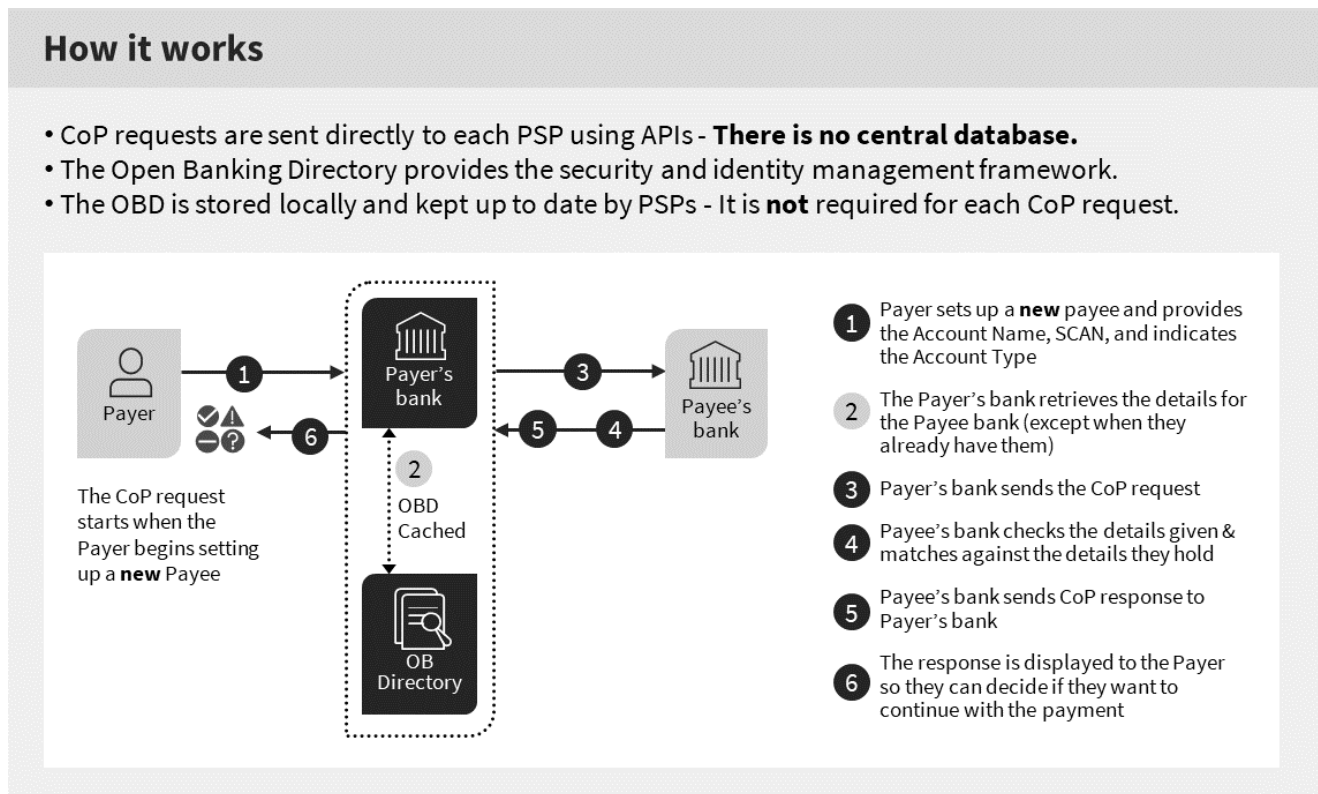 How it works
• CoP requests are sent directly to each PSP using APIs - There is no central database.
• The Open Banking Directory provides the security and identity management framework.
• The OBD is stored locally and kept up to date by PSPs - It is not required for each CoP request.
Payer
1
6
The CoP request
starts when the
Payer begins setting
up a new Payee
Payer's
bank
2
OBD
Cached
OB
Directory
3
5
4
Payee's
bank
1
Payer sets up a new payee and provides
the Account Name, SCAN, and indicates
the Account Type
2
The Payer's bank retrieves the details for
the Payee bank (except when they
already have them)
3
Payer's bank sends the CoP request
4
Payee's bank checks the details given &
matches against the details they hold
5
Payee's bank sends CoP response to
Payer's bank
6
The response is displayed to the Payer
so they can decide if they want to
continue with the payment